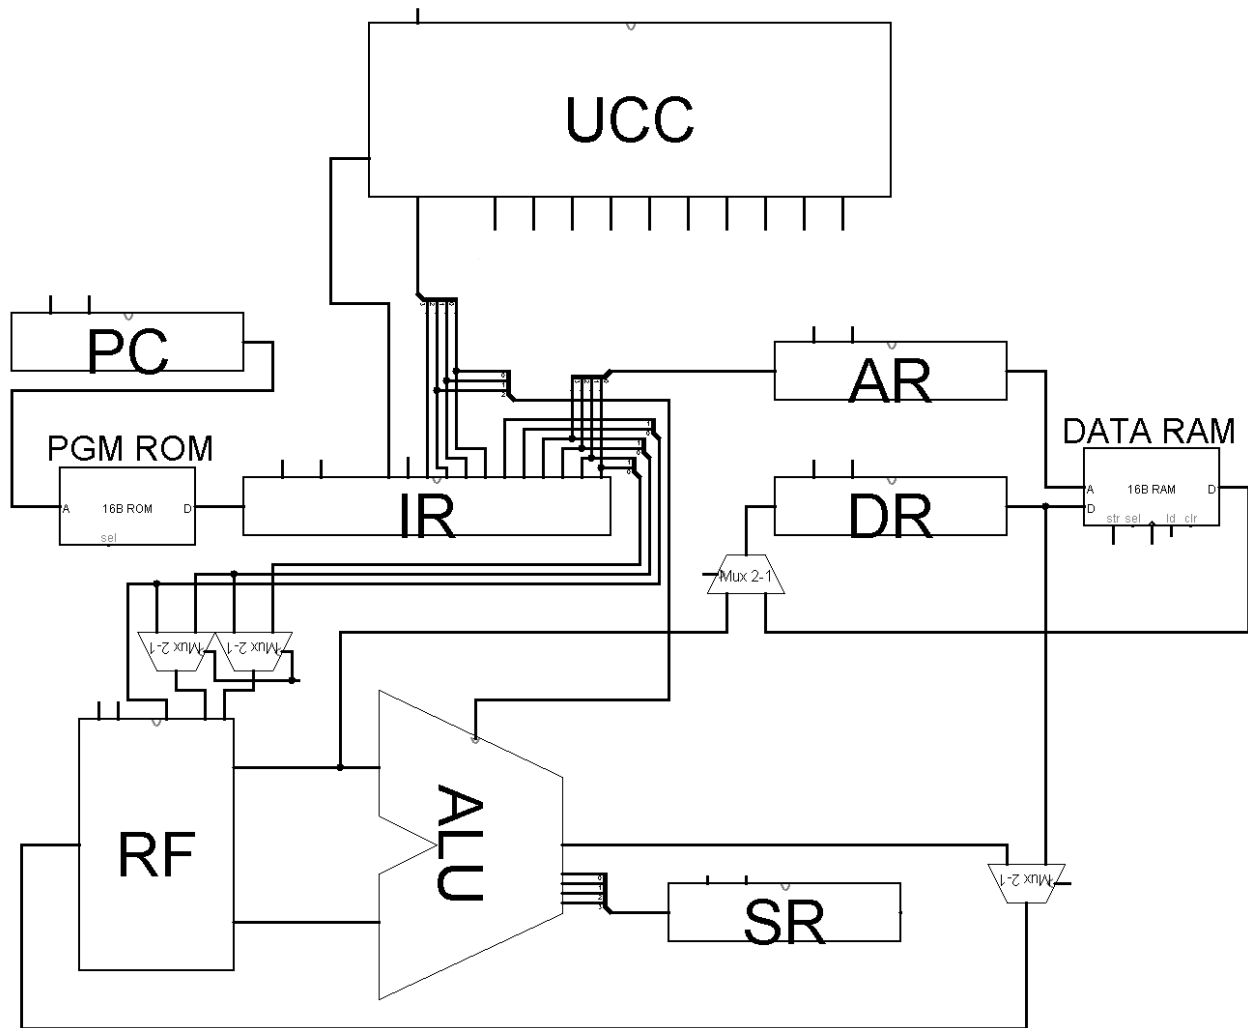 UCC
PC
AR
PGM ROM
DATA RAM
A 16B ROM D
sel
IR
DR
A 16B RAM D
D
str sel ld clr
Mux 2-1
Mux 2-1
Mux 2-1
RF
ALU
SR
Mux 2-1